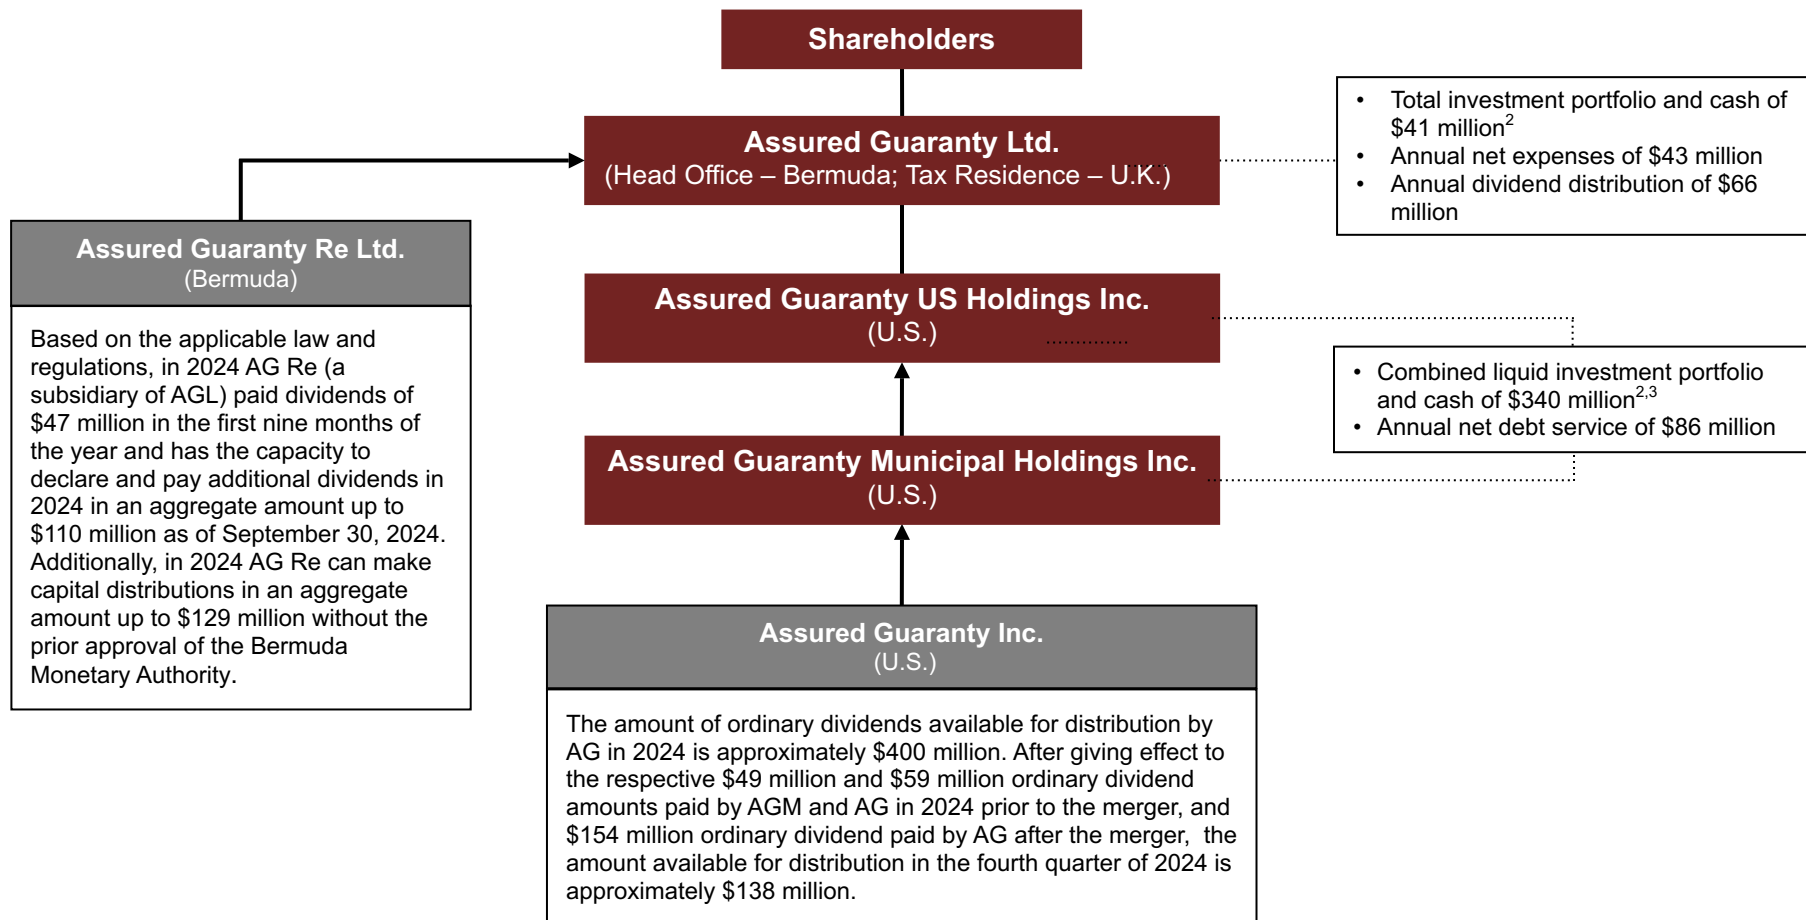 Shareholders
Assured Guaranty Ltd.
(Head Office – Bermuda; Tax Residence – U.K.)
• Total investment portfolio and cash of
$41 million2
• Annual net expenses of $43 million
• Annual dividend distribution of $66
million
Assured Guaranty Re Ltd.
(Bermuda)
Based on the applicable law and
regulations, in 2024 AG Re (a
subsidiary of AGL) paid dividends of
$47 million in the first nine months of
the year and has the capacity to
declare and pay additional dividends in
2024 in an aggregate amount up to
$110 million as of September 30, 2024.
Additionally, in 2024 AG Re can make
capital distributions in an aggregate
amount up to $129 million without the
prior approval of the Bermuda
Monetary Authority.
Assured Guaranty US Holdings Inc.
(U.S.)
• Combined liquid investment portfolio
and cash of $340 million2,3
• Annual net debt service of $86 million
Assured Guaranty Municipal Holdings Inc.
(U.S.)
Assured Guaranty Inc.
(U.S.)
The amount of ordinary dividends available for distribution by
AG in 2024 is approximately $400 million. After giving effect to
the respective $49 million and $59 million ordinary dividend
amounts paid by AGM and AG in 2024 prior to the merger, and
$154 million ordinary dividend paid by AG after the merger,  the
amount available for distribution in the fourth quarter of 2024 is
approximately $138 million.